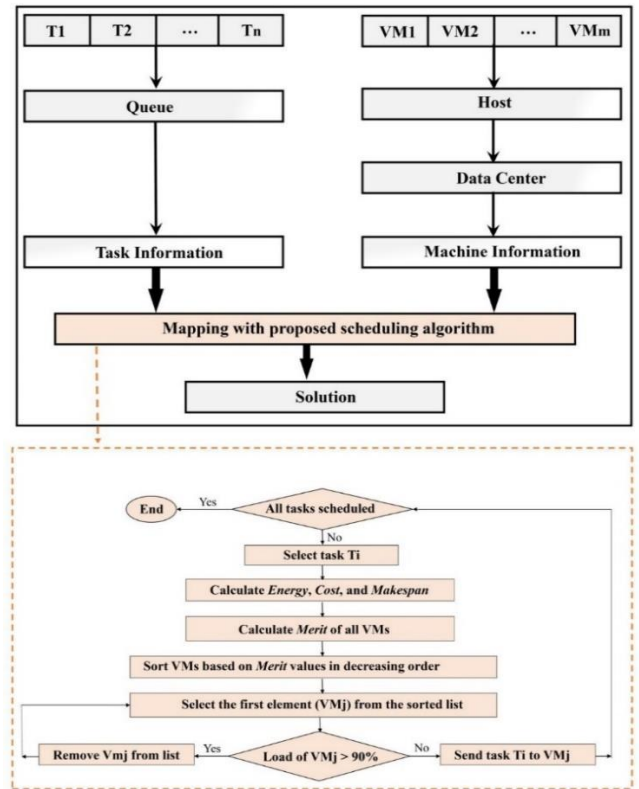 T1 T2 ... Tn
VM1 VM2 ... VMm
Queue
Host
Data Center
Task Information
Machine Information
Mapping with proposed scheduling algorithm
Solution
End
Yes
All tasks scheduled
No
Select task Ti
Calculate Energy, Cost, and Makespan
Calculate Merit of all VMs
Sort VMs based on Merit values in decreasing order
Select the first element (VMj) from the sorted list
Remove Vmj from list
Yes
Load of VMj > 90%
No
Send task Ti to VMj